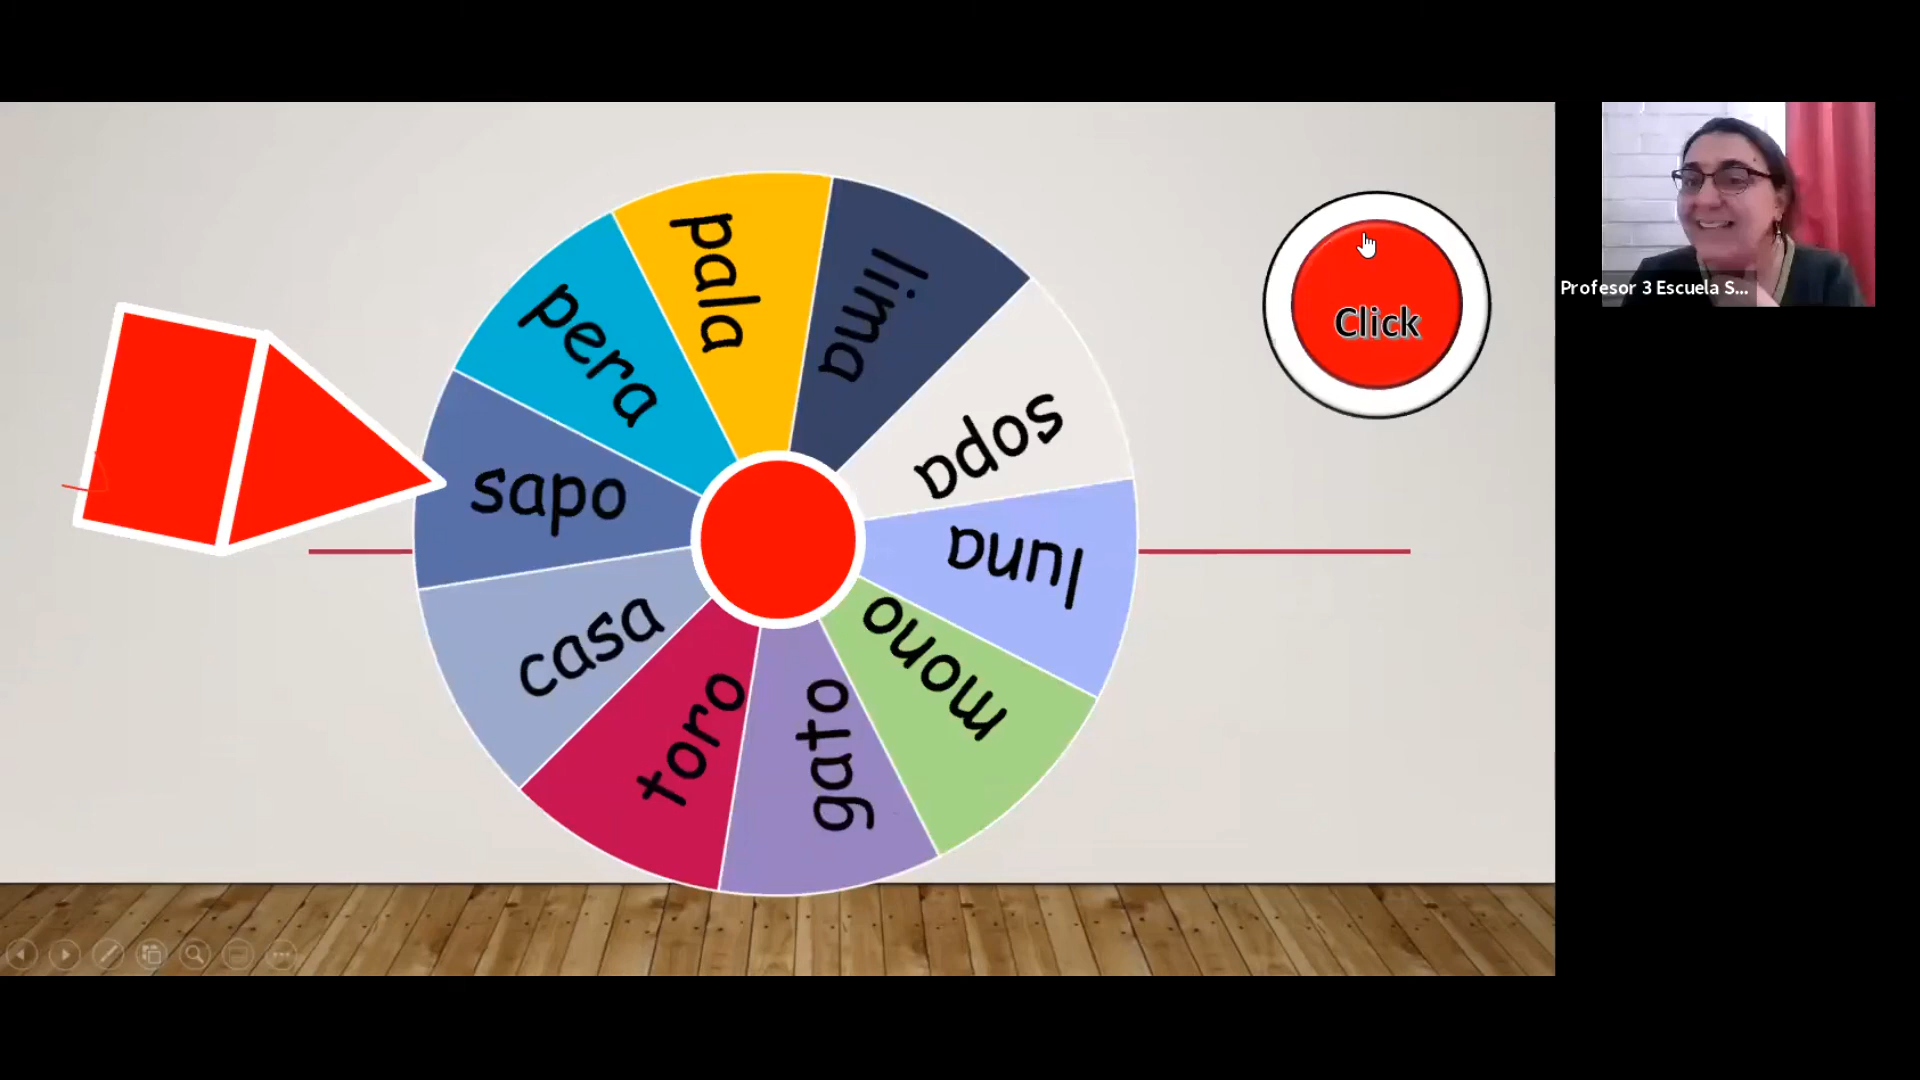 pala
lima
sopa
luna
mono
gato
toro
casa
sapo
pera
Click
Profesor 3 Escuela S...